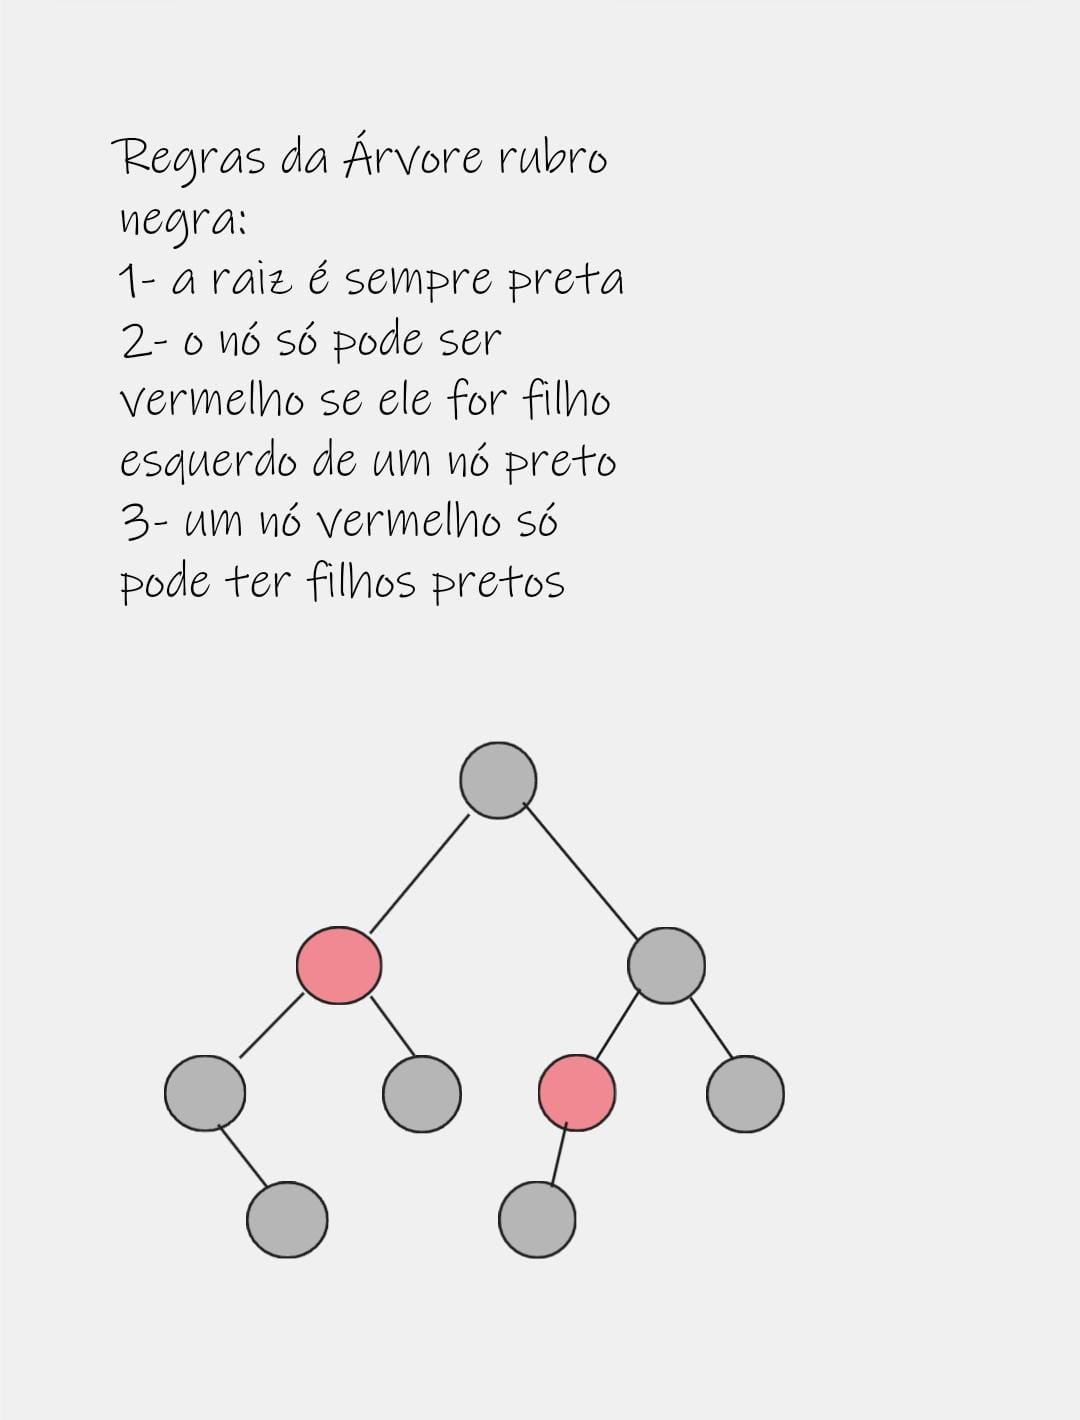 Regras da Árvore rubro
negra:
1- a raiz é sempre preta
2- o nó só pode ser
vermelho se ele for filho
esquerdo de um nó preto
3- um nó vermelho só
pode ter filhos pretos